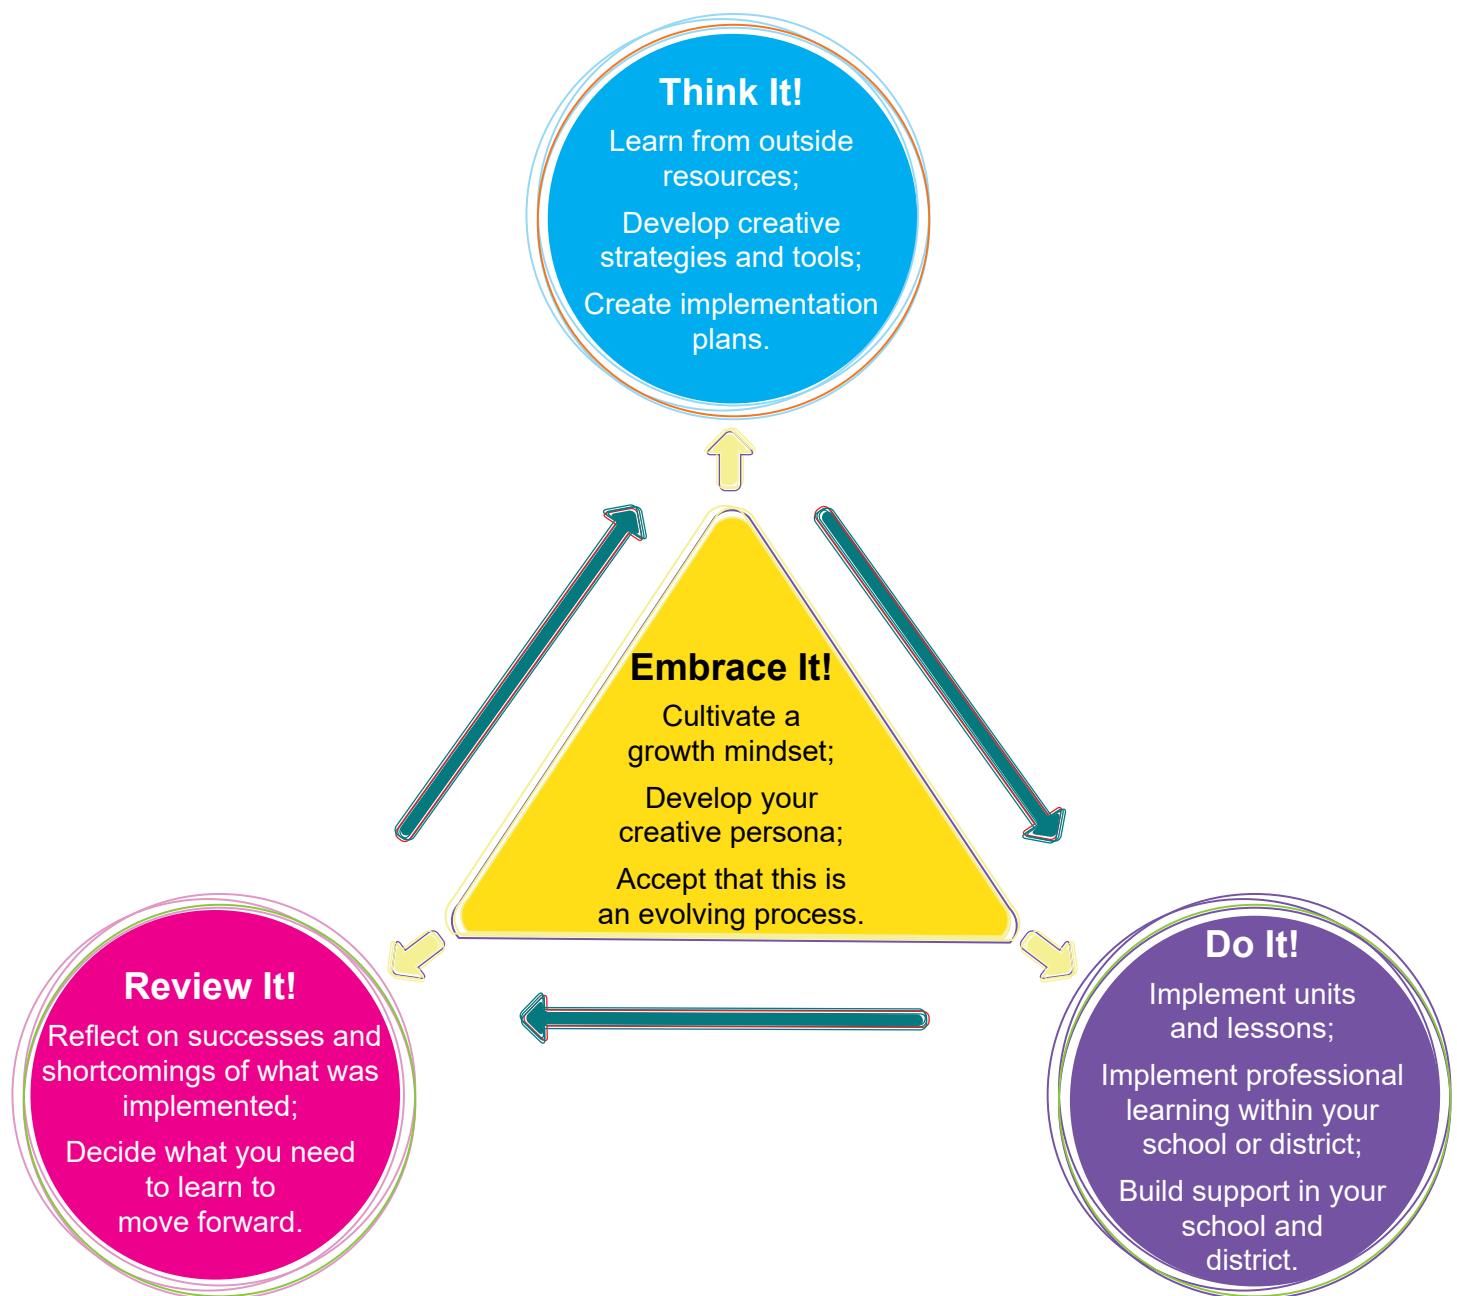 Think It!
Learn from outside
resources;
Develop creative
strategies and tools;
Create implementation
plans.
Embrace It!
Cultivate a
growth mindset;
Develop your
creative persona;
Accept that this is
an evolving process.
Review It!
Reflect on successes and
shortcomings of what was
implemented;
Decide what you need
to learn to
move forward.
Do It!
Implement units
and lessons;
Implement professional
learning within your
school or district;
Build support in your
school and
district.